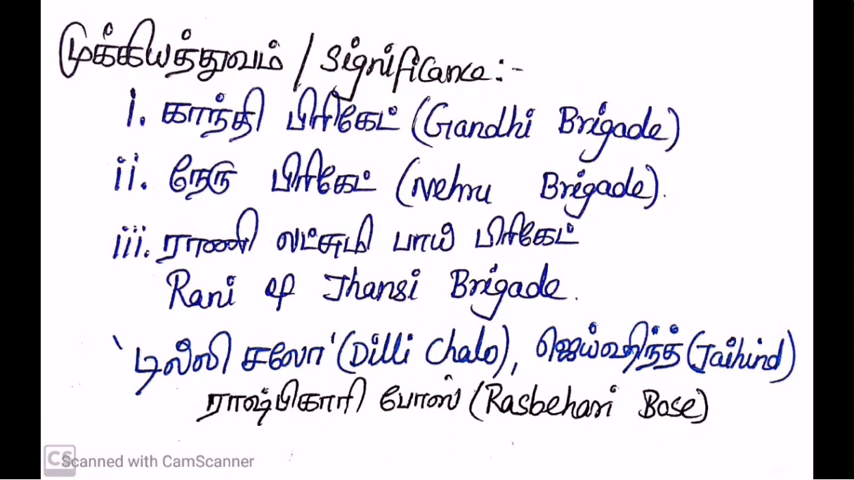 முக்கியத்துவம் / Significance:-
i. காந்தி பிரிகேட் (Gandhi Brigade)
ii. நேரு பிரிகேட் (Nehru Brigade).
iii. ராணி லட்சுமி பாய் பிரிகேட்
Rani of Jhansi Brigade.
'டில்லி சலோ' (Dilli Chalo), ஜெய்ஹிந்த் (Jaihind)
ராஷ்பிகாரி போஸ் (Rasbehari Bose)
CS Scanned with CamScanner